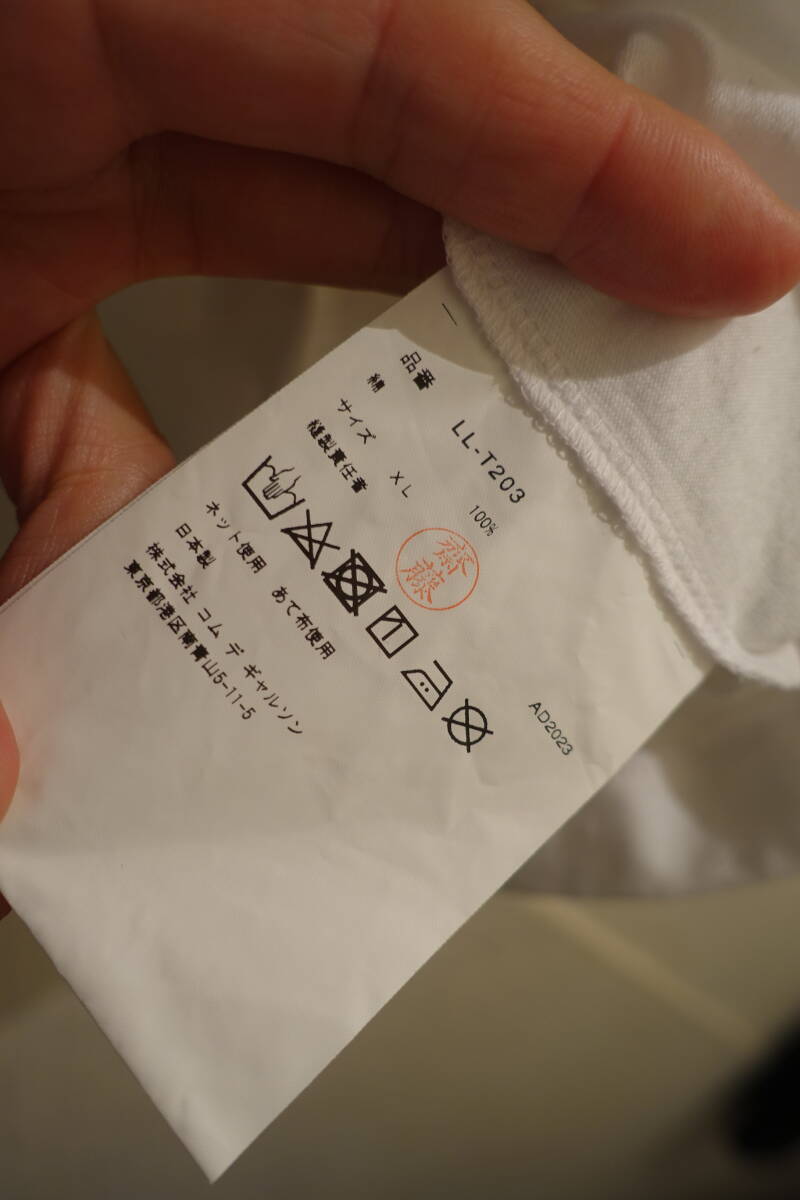 品番 LL-T203
綿 100%
サイズ XL
縫製責任者 齋藤
ネット使用 あて布使用
日本製
株式会社 コム デ ギャルソン
東京都港区南青山5-11-5
AD2023